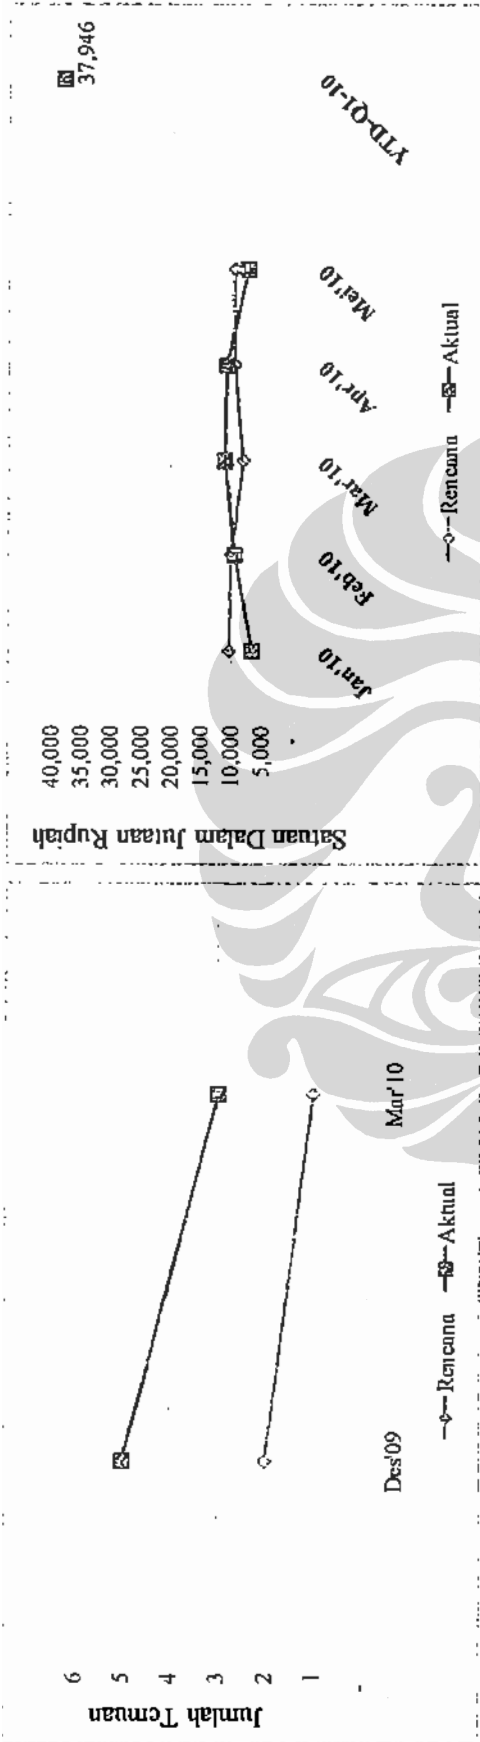 Jumlah Temuan
6
5
4
3
2
1
-
Des'09
Mar'10
Rencana
Aktual
Satuan Dalam Jutaan Rupiah
40,000
35,000
30,000
25,000
20,000
15,000
10,000
5,000
37,946
Jan'10
Feb'10
Mar'10
Apr'10
Mei'10
YTD-Q1-10
Rencana
Aktual